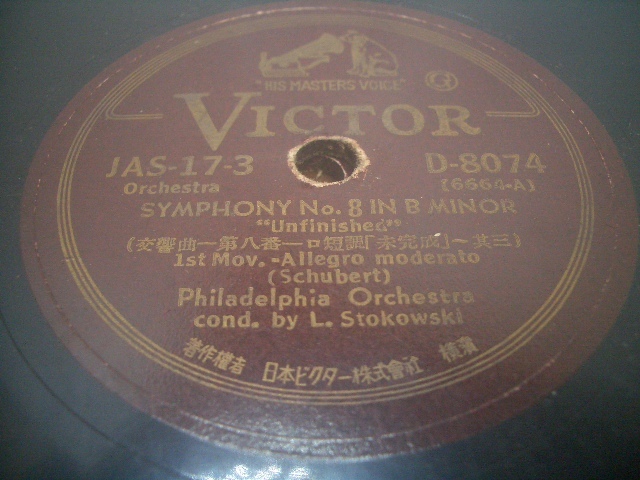 "HIS MASTERS VOICE"
VICTOR
JAS-17-3
D-8074
Orchestra
[6664-A]
SYMPHONY No. 8 IN B MINOR
"Unfinished"
(交響曲—第八番—ロ短調「未完成」~其三)
1st Mov.-Allegro moderato
(Schubert)
Philadelphia Orchestra
cond. by L. Stokowski
著作權者 日本ビクター株式會社 横濱